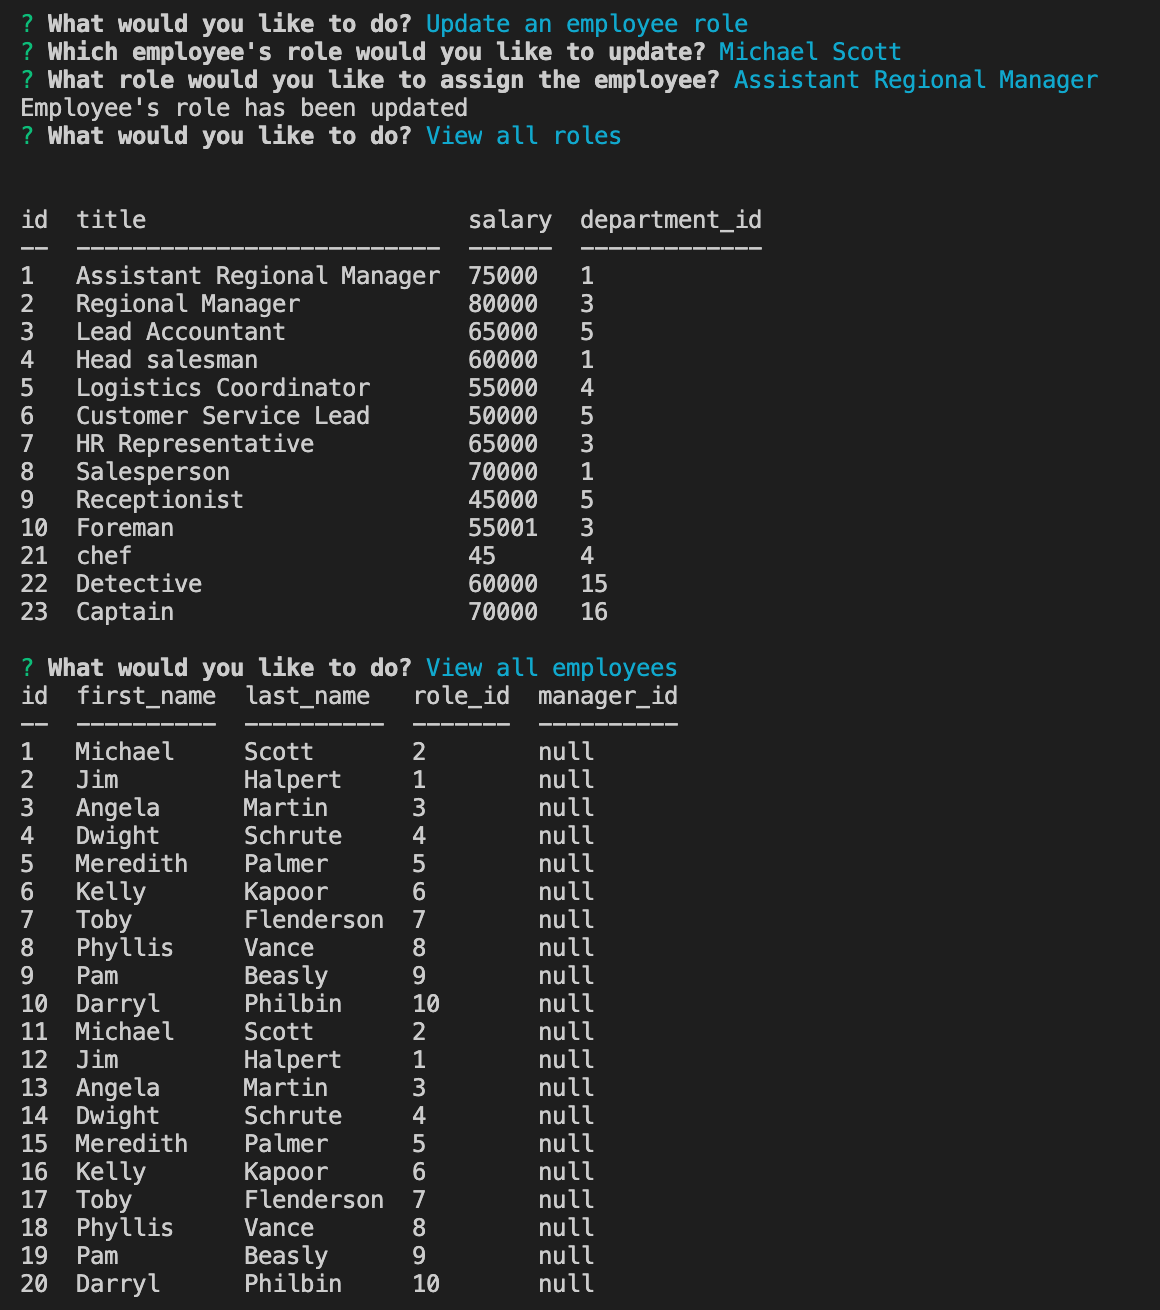 ? What would you like to do? Update an employee role
? Which employee's role would you like to update? Michael Scott
? What role would you like to assign the employee? Assistant Regional Manager
Employee's role has been updated
? What would you like to do? View all roles
id  title                       salary  department_id
--  --------------------------  ------  -------------
1   Assistant Regional Manager  75000   1
2   Regional Manager            80000   3
3   Lead Accountant             65000   5
4   Head salesman               60000   1
5   Logistics Coordinator       55000   4
6   Customer Service Lead       50000   5
7   HR Representative           65000   3
8   Salesperson                 70000   1
9   Receptionist                45000   5
10  Foreman                     55001   3
21  chef                        45      4
22  Detective                   60000   15
23  Captain                     70000   16
? What would you like to do? View all employees
id  first_name  last_name   role_id  manager_id
--  ----------  ----------  -------  ----------
1   Michael     Scott       2        null
2   Jim         Halpert     1        null
3   Angela      Martin      3        null
4   Dwight      Schrute     4        null
5   Meredith    Palmer      5        null
6   Kelly       Kapoor      6        null
7   Toby        Flenderson  7        null
8   Phyllis     Vance       8        null
9   Pam         Beasly      9        null
10  Darryl      Philbin     10       null
11  Michael     Scott       2        null
12  Jim         Halpert     1        null
13  Angela      Martin      3        null
14  Dwight      Schrute     4        null
15  Meredith    Palmer      5        null
16  Kelly       Kapoor      6        null
17  Toby        Flenderson  7        null
18  Phyllis     Vance       8        null
19  Pam         Beasly      9        null
20  Darryl      Philbin     10       null